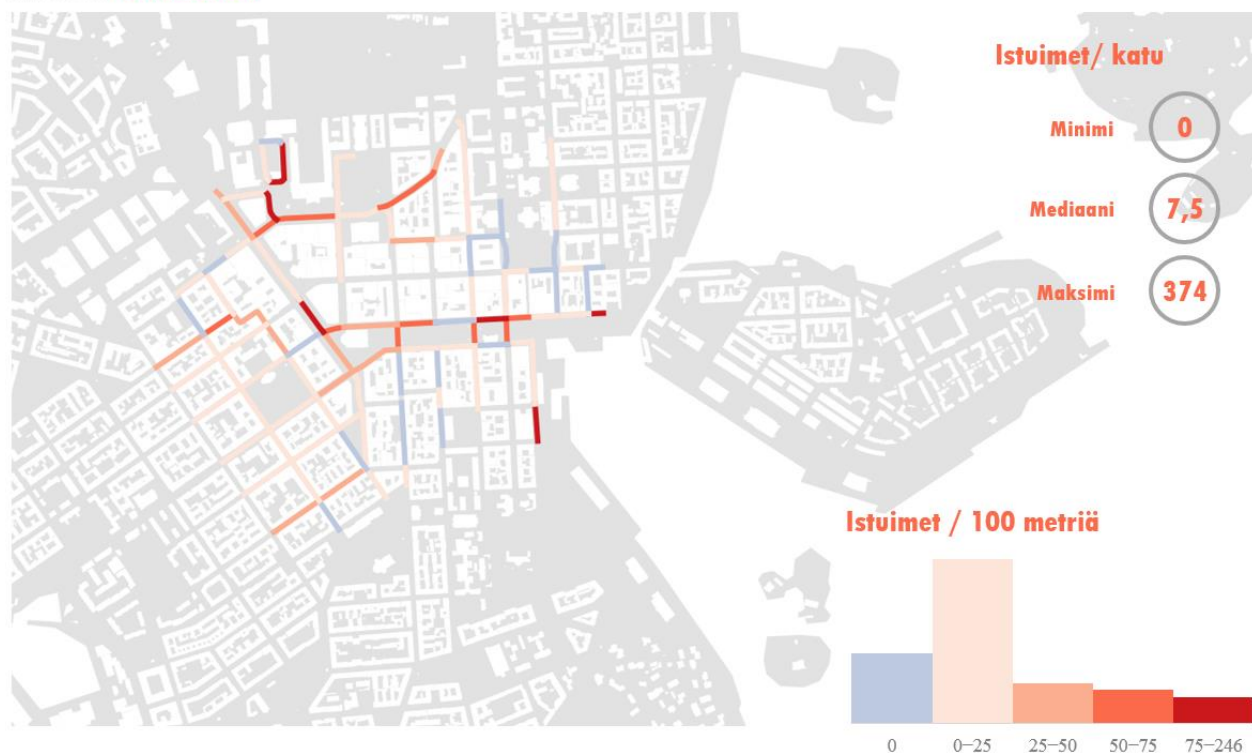 Istuimet/ katu
Minimi 0
Mediaani 7,5
Maksimi 374
Istuimet / 100 metriä
0 0–25 25–50 50–75 75–246